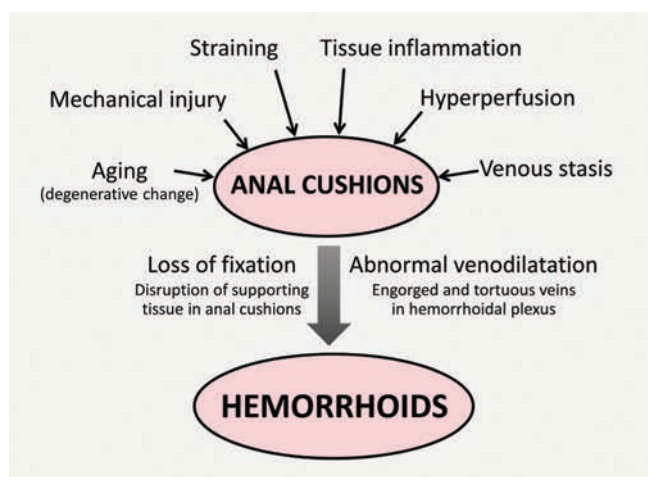 Straining
Tissue inflammation
Mechanical injury
Hyperperfusion
Aging
(degenerative change)
ANAL CUSHIONS
Venous stasis
Loss of fixation
Disruption of supporting
tissue in anal cushions
Abnormal venodilatation
Engorged and tortuous veins
in hemorrhoidal plexus
HEMORRHOIDS